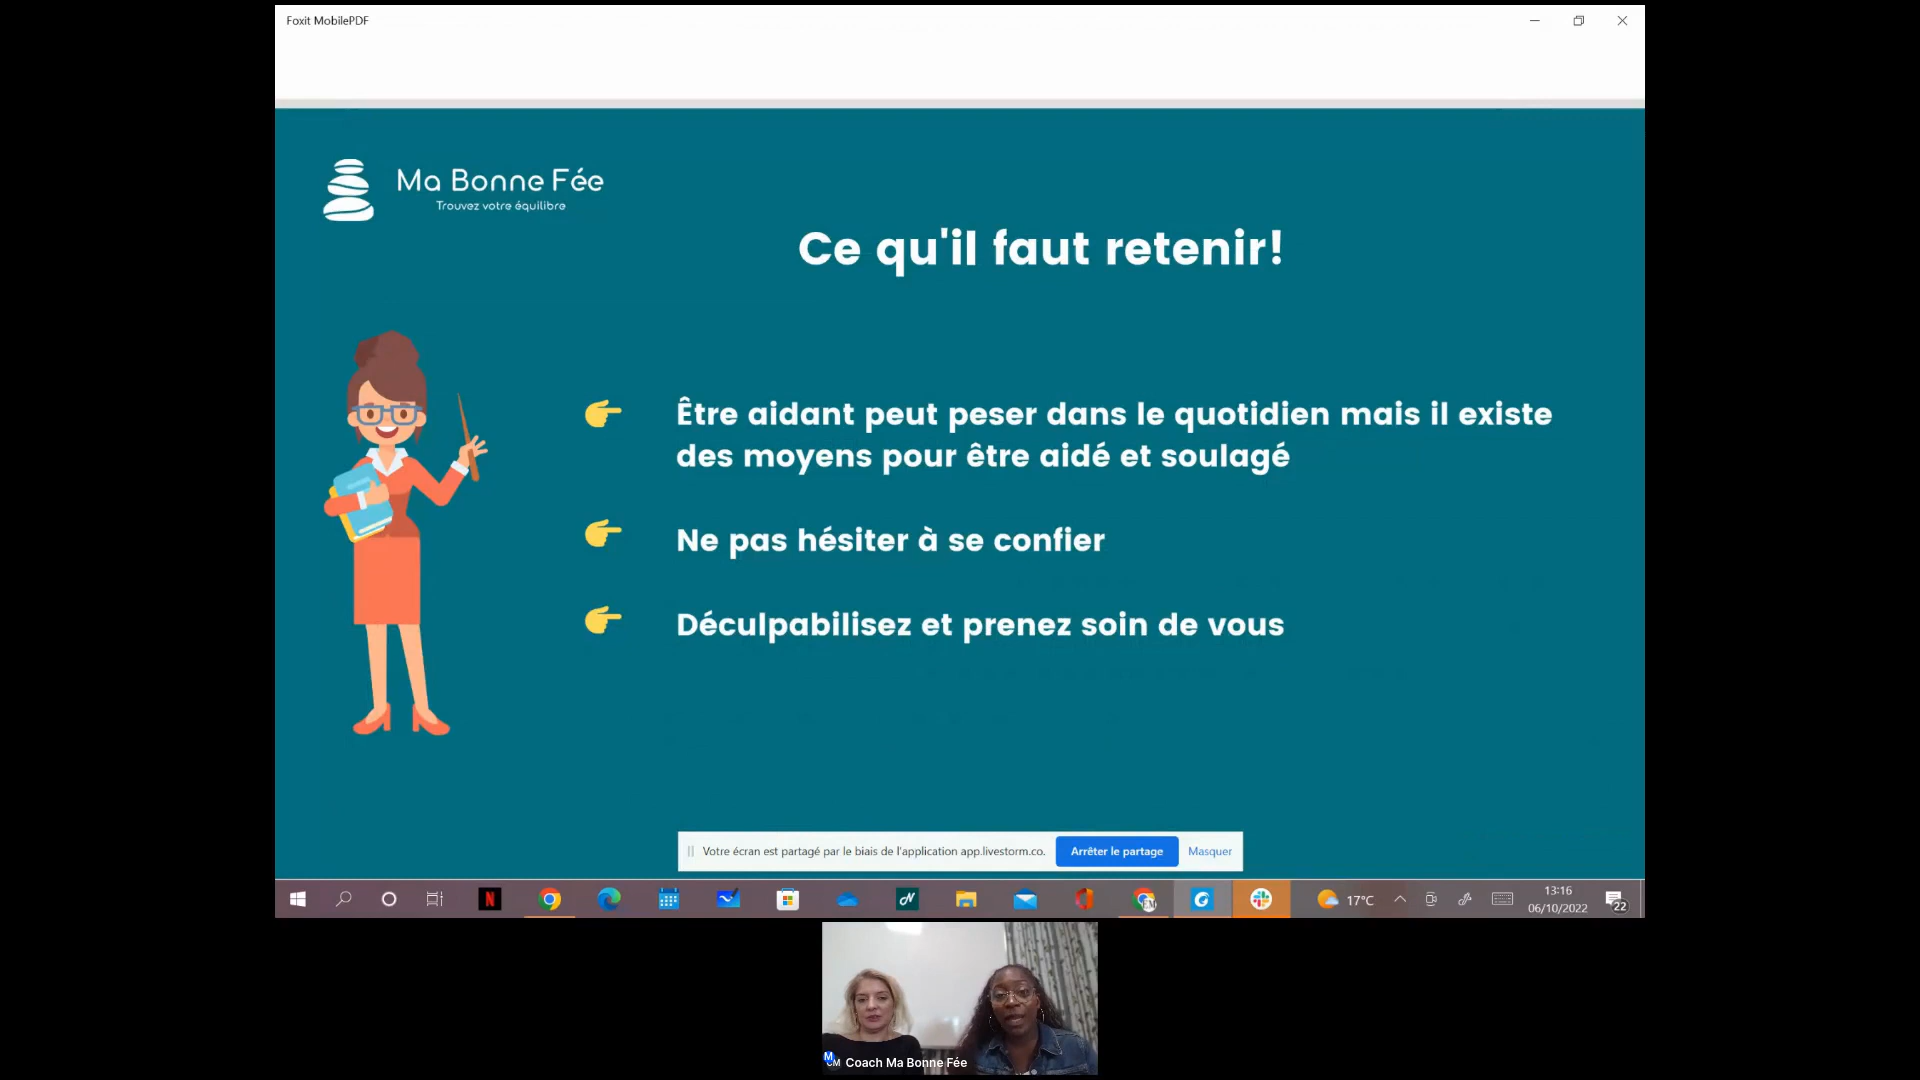 Foxit MobilePDF
Ma Bonne Fée
Trouvez votre équilibre
Ce qu'il faut retenir!
Être aidant peut peser dans le quotidien mais il existe
des moyens pour être aidé et soulagé
Ne pas hésiter à se confier
Déculpabilisez et prenez soin de vous
Votre écran est partagé par le biais de l'application app.livestorm.co.
Arrêter le partage
Masquer
N
17°C
13:16
06/10/2022
22
M
CM
Coach Ma Bonne Fée